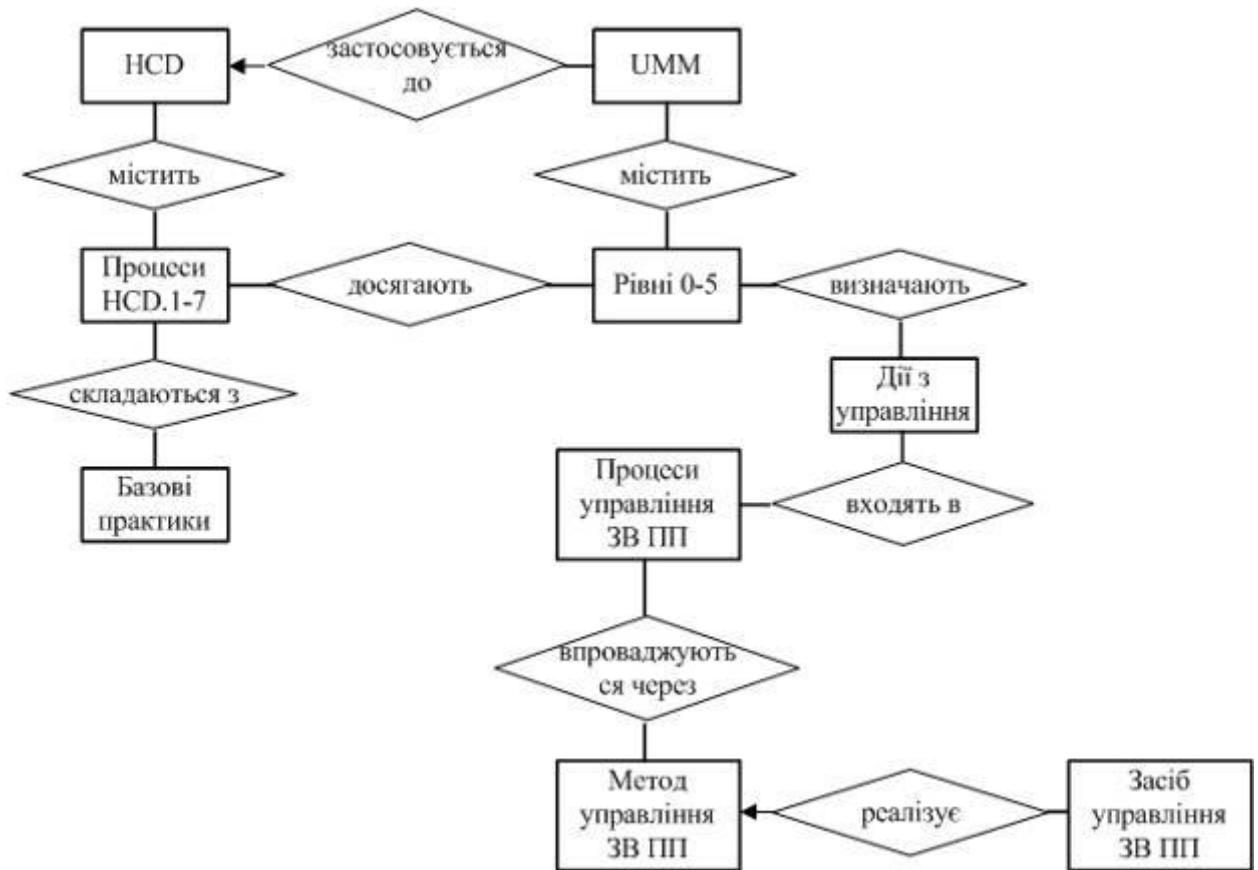 HCD
застосовується
до
UMM
містить
містить
Процеси
HCD.1-7
досягають
Рівні 0-5
визначають
складаються з
Дії з
управління
Базові
практики
Процеси
управління
ЗВ ПП
входять в
впроваджують
ся через
Метод
управління
ЗВ ПП
реалізує
Засіб
управління
ЗВ ПП